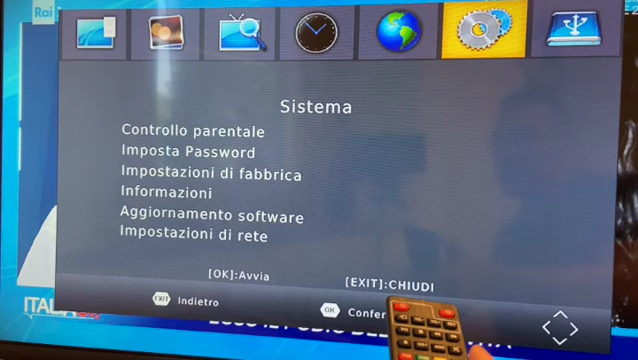 Rai
Sistema
Controllo parentale
Imposta Password
Impostazioni di fabbrica
Informazioni
Aggiornamento software
Impostazioni di rete
[OK]:Avvia
[EXIT]:CHIUDI
EXIT Indietro
OK
ITALIA